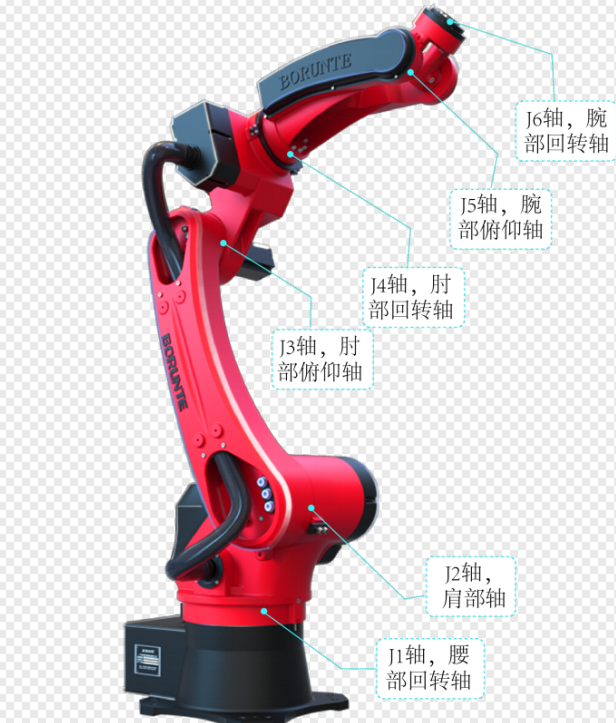 BORUNTE
J6轴，腕
部回转轴
J5轴，腕
部俯仰轴
J4轴，肘
部回转轴
J3轴，肘
部俯仰轴
BORUNTE
J2轴，
肩部轴
J1轴，腰
部回转轴